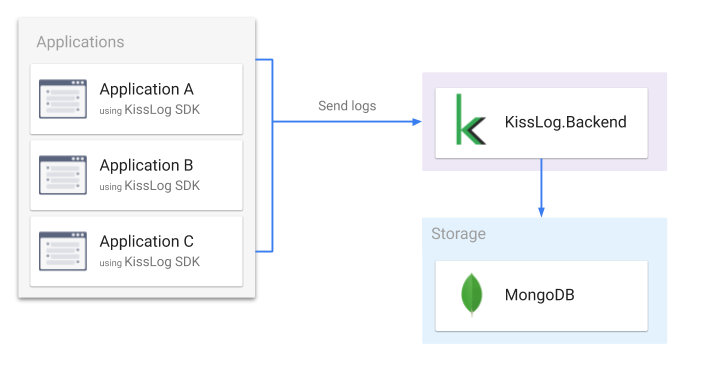 Applications
Application A
using KissLog SDK
Application B
using KissLog SDK
Application C
using KissLog SDK
Send logs
KissLog.Backend
Storage
MongoDB